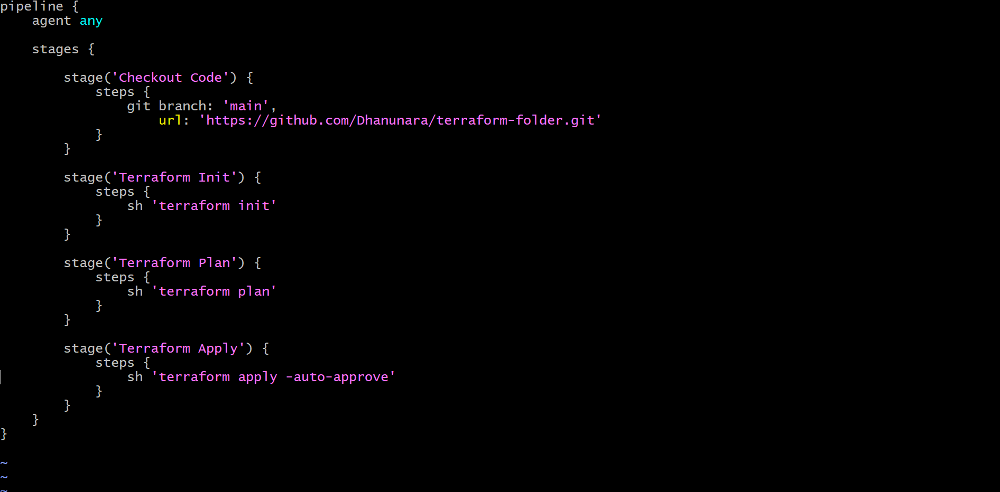 pipeline {
    agent any

    stages {

        stage('Checkout Code') {
            steps {
                git branch: 'main',
                    url: 'https://github.com/Dhanunara/terraform-folder.git'
            }
        }

        stage('Terraform Init') {
            steps {
                sh 'terraform init'
            }
        }

        stage('Terraform Plan') {
            steps {
                sh 'terraform plan'
            }
        }

        stage('Terraform Apply') {
            steps {
                sh 'terraform apply -auto-approve'
            }
        }
    }
}

~
~
~